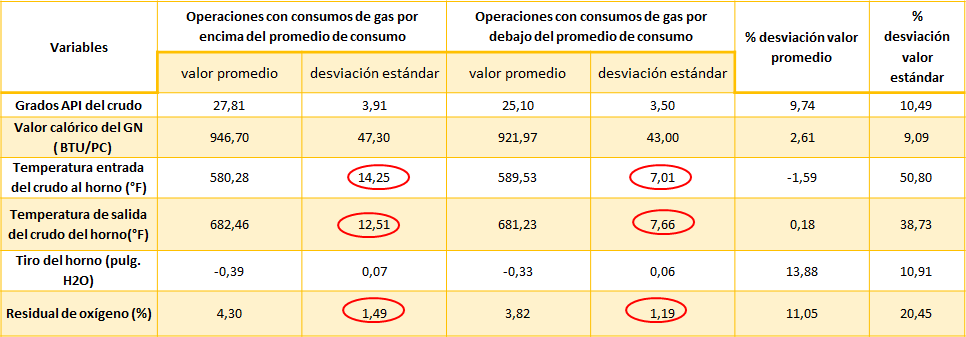 Variables
Operaciones con consumos de gas por
encima del promedio de consumo
Operaciones con consumos de gas por
debajo del promedio de consumo
% desviación valor
promedio
%
desviación
valor
estándar
valor promedio desviación estándar valor promedio desviación estándar
Grados API del crudo 27,81 3,91 25,10 3,50 9,74 10,49
Valor calórico del GN
( BTU/PC) 946,70 47,30 921,97 43,00 2,61 9,09
Temperatura entrada
del crudo al horno (°F) 580,28 14,25 589,53 7,01 -1,59 50,80
Temperatura de salida
del crudo del horno(°F) 682,46 12,51 681,23 7,66 0,18 38,73
Tiro del horno (pulg.
H2O) -0,39 0,07 -0,33 0,06 13,88 10,91
Residual de oxígeno (%) 4,30 1,49 3,82 1,19 11,05 20,45